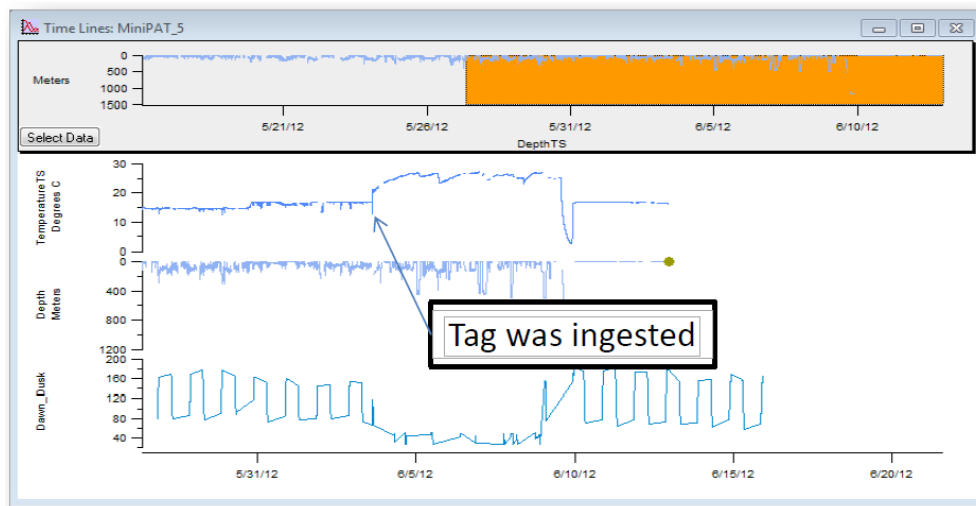 Time Lines: MiniPAT_5
Meters
0
500
1000
1500
5/21/12 5/26/12 5/31/12 6/5/12 6/10/12
DepthTS
Select Data
TemperatureTS
Degrees C
30
20
10
0
Depth
Meters
0
400
800
1200
Tag was ingested
Dawn_Dusk
200
160
120
80
40
5/31/12 6/5/12 6/10/12 6/15/12 6/20/12